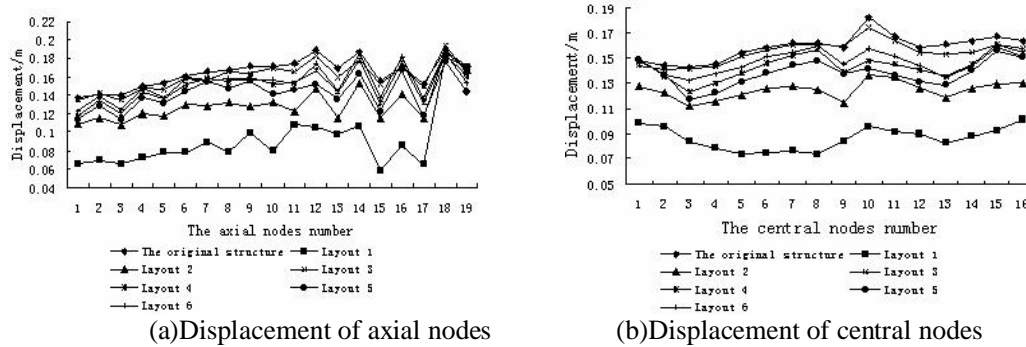 0.22
0.2
0.18
0.16
0.14
0.12
0.1
0.08
0.06
0.04
Displacement/m
1 2 3 4 5 6 7 8 9 10 11 12 13 14 15 16 17 18 19
The axial nodes number
The original structure Layout 1
Layout 2 Layout 3
Layout 4 Layout 5
Layout 6
(a)Displacement of axial nodes
0.19
0.17
0.15
0.13
0.11
0.09
0.07
0.05
Displacement/m
1 2 3 4 5 6 7 8 9 10 11 12 13 14 15 16
The central nodes number
The original structure Layout 1
Layout 2 Layout 3
Layout 4 Layout 5
Layout 6
(b)Displacement of central nodes